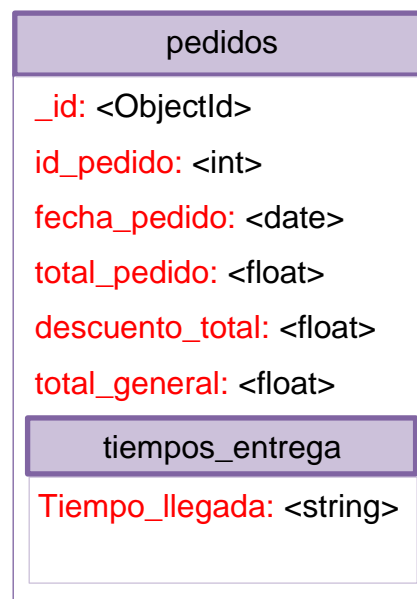 pedidos
_id: <ObjectId>
id_pedido: <int>
fecha_pedido: <date>
total_pedido: <float>
descuento_total: <float>
total_general: <float>
tiempos_entrega
Tiempo_llegada: <string>